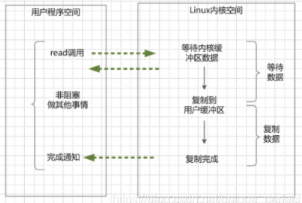 用户程序空间
Linux内核空间
read调用
等待内核缓
冲区数据
等待
数据
非阻塞
做其他事情
复制到
用户缓冲区
复制
数据
完成通知
复制完成